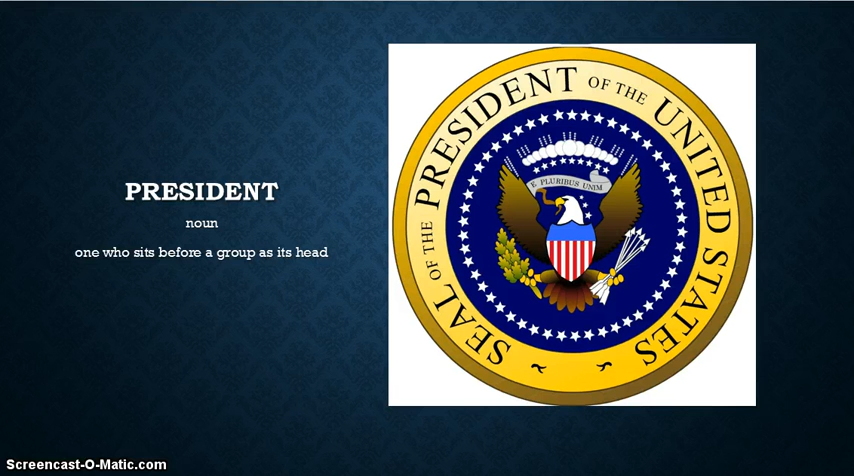 PRESIDENT
noun
one who sits before a group as its head
SEAL OF THE PRESIDENT OF THE UNITED STATES
E PLURIBUS UNIM
Screencast-O-Matic.com